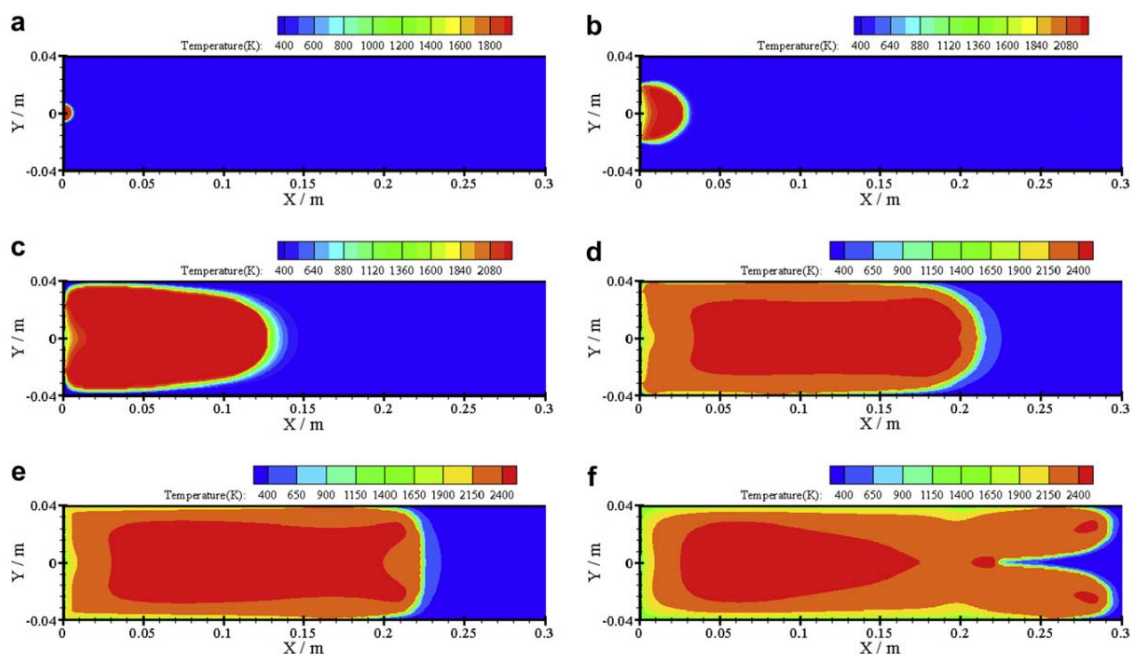 a
Temperature(K): 400 600 800 1000 1200 1400 1600 1800
0.04
0
-0.04
Y / m
0 0.05 0.1 0.15 0.2 0.25 0.3
X / m
b
Temperature(K): 400 640 880 1120 1360 1600 1840 2080
0.04
0
-0.04
Y / m
0 0.05 0.1 0.15 0.2 0.25 0.3
X / m
c
Temperature(K): 400 640 880 1120 1360 1600 1840 2080
0.04
0
-0.04
Y / m
0 0.05 0.1 0.15 0.2 0.25 0.3
X / m
d
Temperature(K): 400 650 900 1150 1400 1650 1900 2150 2400
0.04
0
-0.04
Y / m
0 0.05 0.1 0.15 0.2 0.25 0.3
X / m
e
Temperature(K): 400 650 900 1150 1400 1650 1900 2150 2400
0.04
0
-0.04
Y / m
0 0.05 0.1 0.15 0.2 0.25 0.3
X / m
f
Temperature(K): 400 650 900 1150 1400 1650 1900 2150 2400
0.04
0
-0.04
Y / m
0 0.05 0.1 0.15 0.2 0.25 0.3
X / m